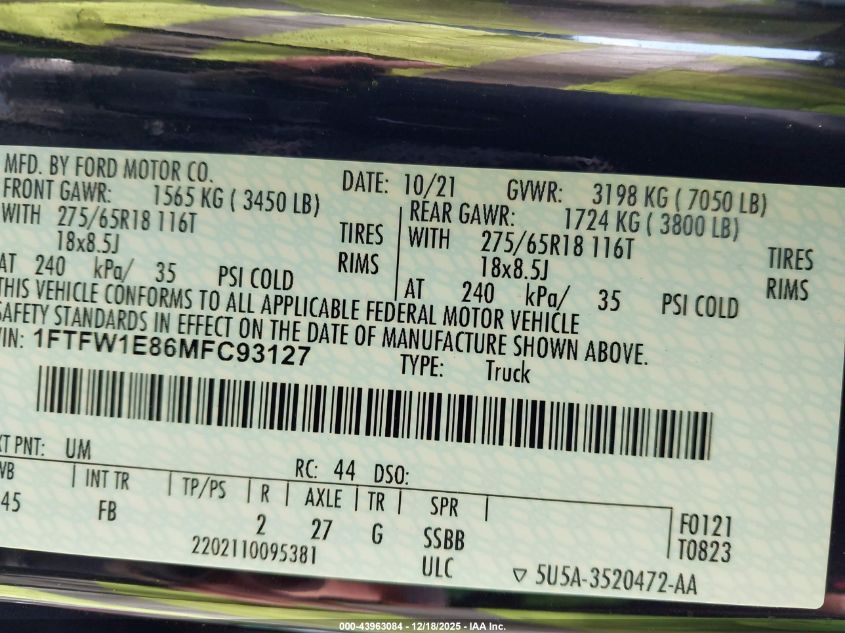 MFD. BY FORD MOTOR CO. DATE: 10/21 GVWR: 3198 KG ( 7050 LB)
FRONT GAWR: 1565 KG ( 3450 LB) REAR GAWR: 1724 KG ( 3800 LB)
WITH 275/65R18 116T TIRES WITH 275/65R18 116T TIRES
18x8.5J RIMS 18x8.5J RIMS
AT 240 kPa/ 35 PSI COLD AT 240 kPa/ 35 PSI COLD
THIS VEHICLE CONFORMS TO ALL APPLICABLE FEDERAL MOTOR VEHICLE
SAFETY STANDARDS IN EFFECT ON THE DATE OF MANUFACTURE SHOWN ABOVE.
VIN: 1FTFW1E86MFC93127 TYPE: Truck
XT PNT: UM RC: 44 DSO:
WB INT TR TP/PS R AXLE TR SPR
45 FB 2 27 G SSBB F0121
2202110095381 ULC T0823
▽ 5U5A-3520472-AA
000-43963084 • 12/18/2025 - IAA Inc.